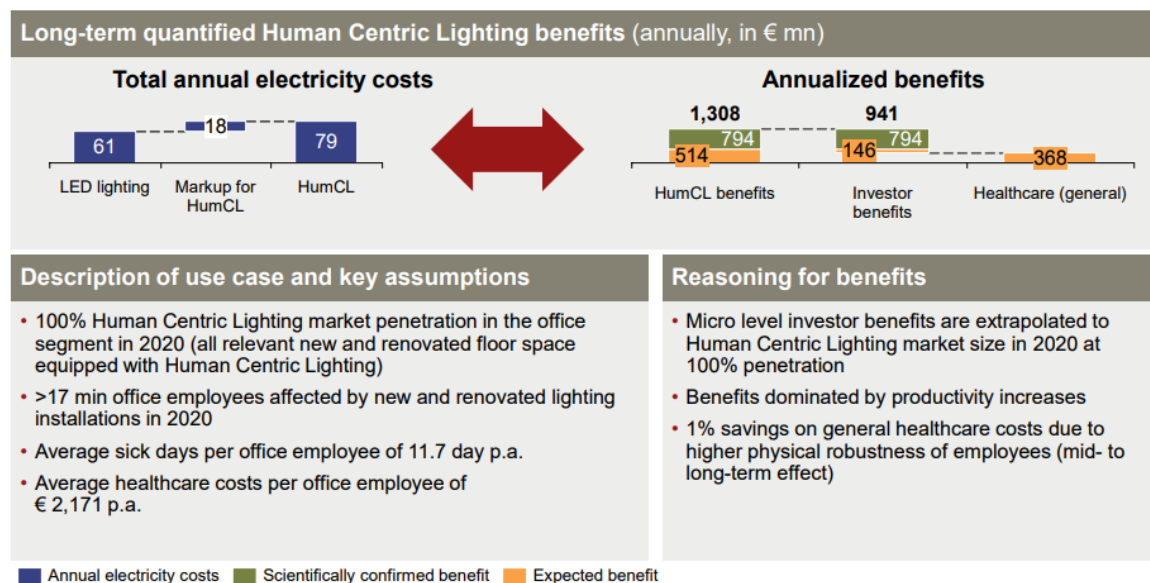 Long-term quantified Human Centric Lighting benefits (annually, in € mn)
Total annual electricity costs
61
18
79
LED lighting
Markup for
HumCL
HumCL
Annualized benefits
1,308
941
794
794
514
146
368
HumCL benefits
Investor
benefits
Healthcare (general)
Description of use case and key assumptions
• 100% Human Centric Lighting market penetration in the office
segment in 2020 (all relevant new and renovated floor space
equipped with Human Centric Lighting)
• >17 min office employees affected by new and renovated lighting
installations in 2020
• Average sick days per office employee of 11.7 day p.a.
• Average healthcare costs per office employee of
€ 2,171 p.a.
Reasoning for benefits
• Micro level investor benefits are extrapolated to
Human Centric Lighting market size in 2020 at
100% penetration
• Benefits dominated by productivity increases
• 1% savings on general healthcare costs due to
higher physical robustness of employees (mid- to
long-term effect)
Annual electricity costs
Scientifically confirmed benefit
Expected benefit